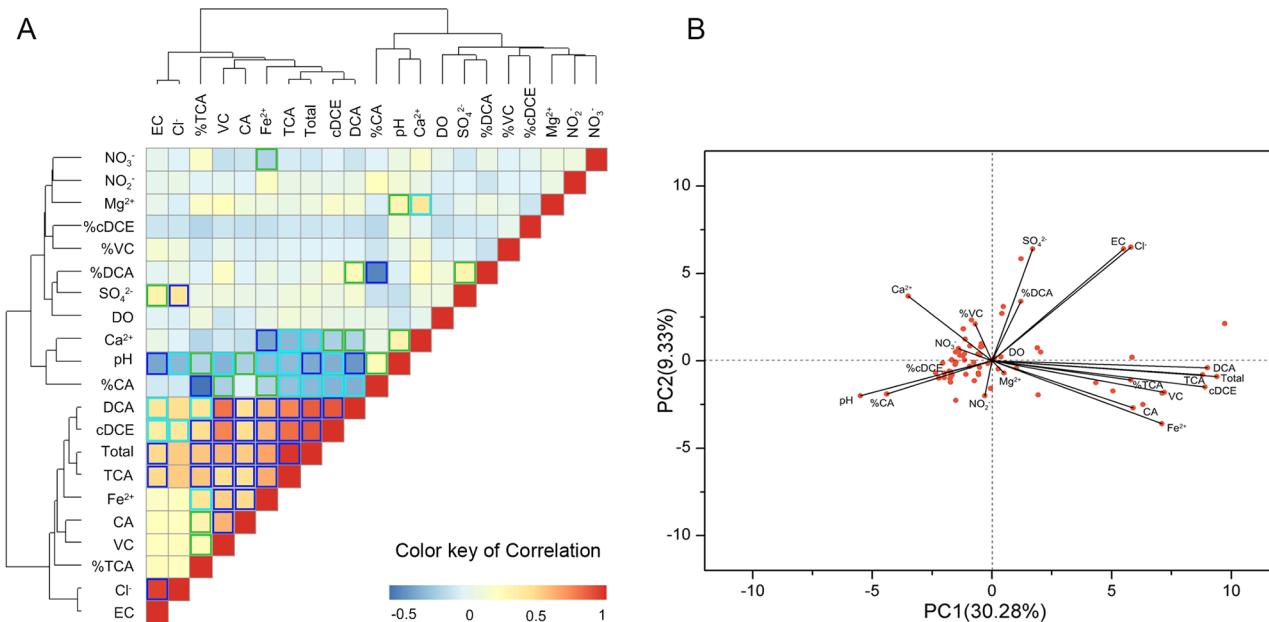 A
B
EC
Cl⁻
%TCA
VC
CA
Fe²⁺
TCA
Total
cDCE
DCA
%CA
pH
Ca²⁺
DO
SO₄²⁻
%DCA
%VC
%cDCE
Mg²⁺
NO₂⁻
NO₃⁻
NO₃⁻
NO₂⁻
Mg²⁺
%cDCE
%VC
%DCA
SO₄²⁻
DO
Ca²⁺
pH
%CA
DCA
cDCE
Total
TCA
Fe²⁺
CA
VC
%TCA
Cl⁻
EC
Color key of Correlation
-0.5 0 0.5 1
PC2(9.33%)
10
5
0
-5
-10
SO₄²⁻
EC
Cl⁻
Ca²⁺
%DCA
%VC
NO₃⁻
DO
%cDCE
Mg²⁺
DCA
TCA
Total
%TCA
cDCE
VC
pH
%CA
NO₂⁻
CA
Fe²⁺
-10 -5 0 5 10
PC1(30.28%)